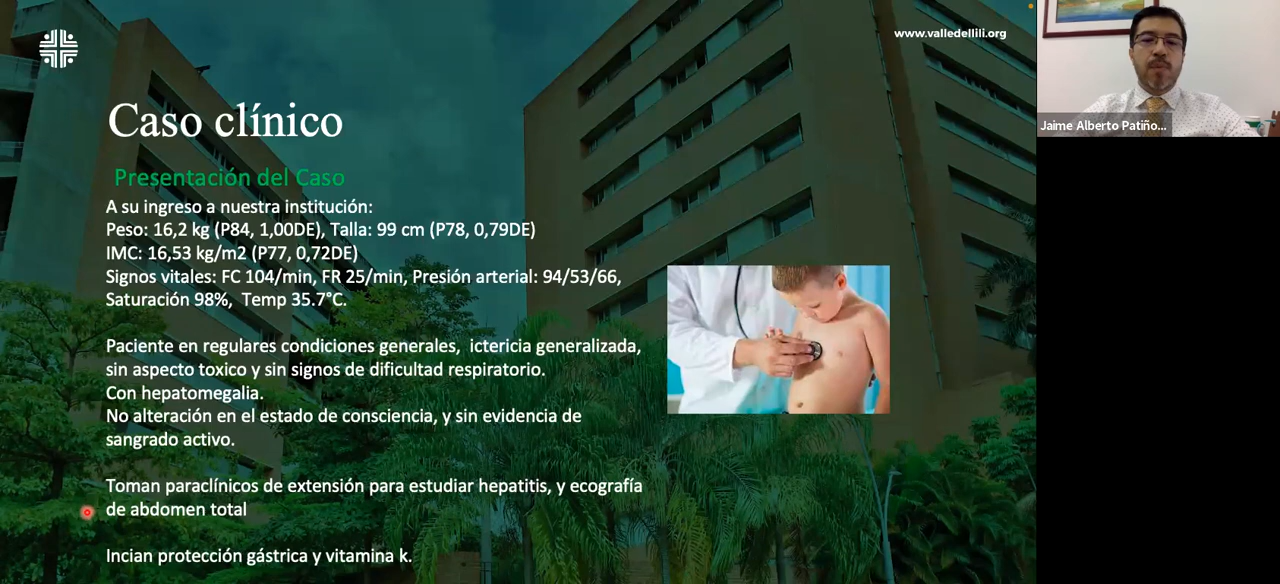 www.valledellili.org
Caso clínico
Presentación del Caso
A su ingreso a nuestra institución:
Peso: 16,2 kg (P84, 1,00DE), Talla: 99 cm (P78, 0,79DE)
IMC: 16,53 kg/m2 (P77, 0,72DE)
Signos vitales: FC 104/min, FR 25/min, Presión arterial: 94/53/66,
Saturación 98%, Temp 35.7°C.
Paciente en regulares condiciones generales, ictericia generalizada,
sin aspecto toxico y sin signos de dificultad respiratorio.
Con hepatomegalia.
No alteración en el estado de consciencia, y sin evidencia de
sangrado activo.
Toman paraclínicos de extensión para estudiar hepatitis, y ecografía
de abdomen total
Incian protección gástrica y vitamina k.
Jaime Alberto Patiño...